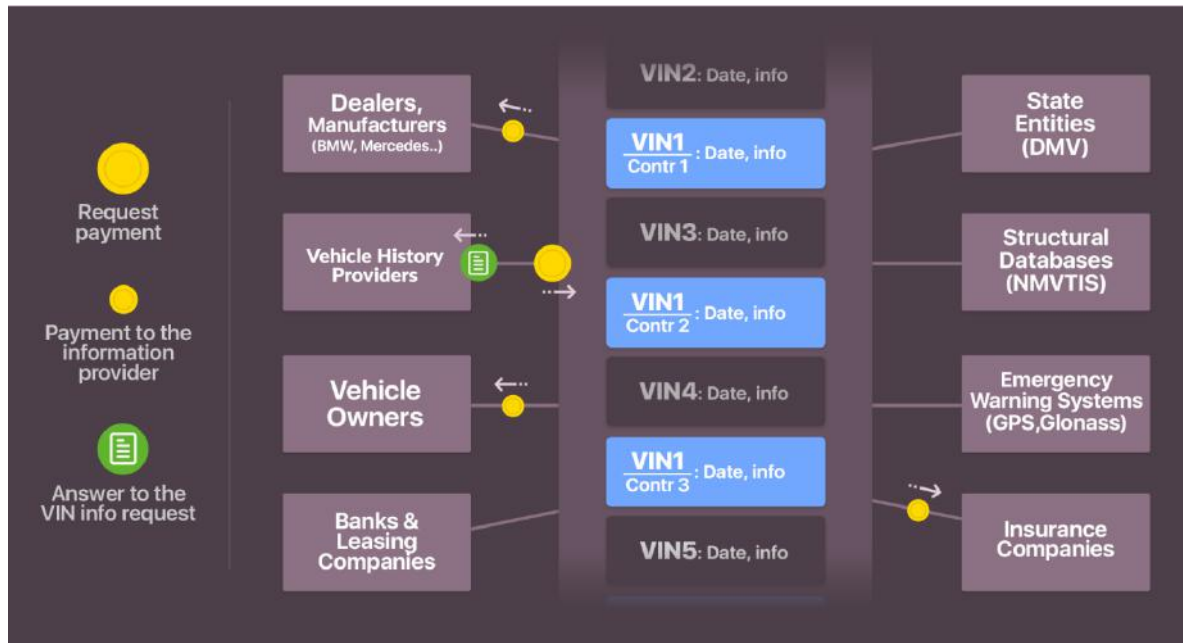 Request
payment
Payment to the
information
provider
Answer to the
VIN info request
Dealers,
Manufacturers
(BMW, Mercedes..)
Vehicle History
Providers
Vehicle
Owners
Banks &
Leasing
Companies
VIN2: Date, info
VIN1
Contr 1
: Date, info
VIN3: Date, info
VIN1
Contr 2
: Date, info
VIN4: Date, info
VIN1
Contr 3
: Date, info
VIN5: Date, info
State
Entities
(DMV)
Structural
Databases
(NMVTIS)
Emergency
Warning Systems
(GPS,Glonass)
Insurance
Companies